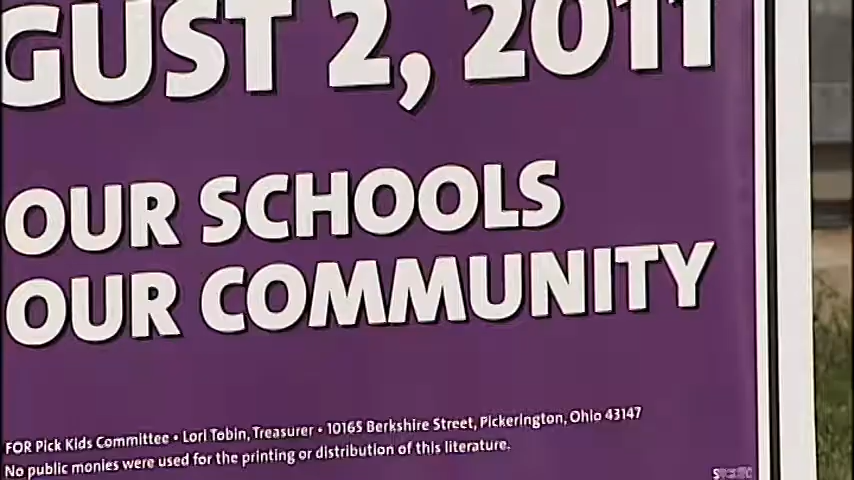 GUST 2, 2011
OUR SCHOOLS
OUR COMMUNITY
FOR Pick Kids Committee • Lori Tobin, Treasurer • 10165 Berkshire Street, Pickerington, Ohio 43147
No public monies were used for the printing or distribution of this literature.